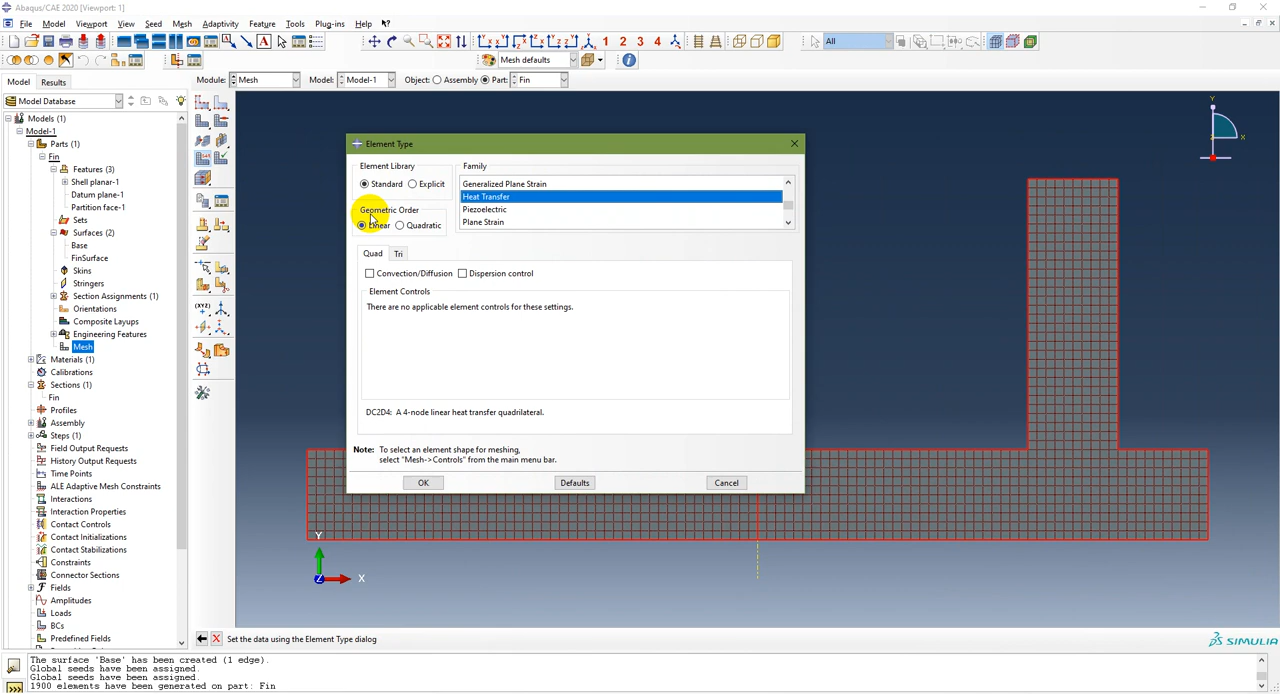 Abaqus/CAE 2020 [Viewport: 1]
File Model Viewport View Seed Mesh Adaptivity Feature Tools Plug-ins Help
A 1 2 3 4 All
Mesh defaults
Model Results Module: Mesh Model: Model-1 Object: Assembly Part: Fin
Model Database
Models (1)
Model-1
Parts (1)
Fin
Features (3)
Shell planar-1
Datum plane-1
Partition face-1
Sets
Surfaces (2)
Base
FinSurface
Skins
Stringers
Section Assignments (1)
Orientations
Composite Layups
Engineering Features
Mesh
Materials (1)
Calibrations
Sections (1)
Fin
Profiles
Assembly
Steps (1)
Field Output Requests
History Output Requests
Time Points
ALE Adaptive Mesh Constraints
Interactions
Interaction Properties
Contact Controls
Contact Initializations
Contact Stabilizations
Constraints
Connector Sections
Fields
Amplitudes
Loads
BCs
Predefined Fields
Element Type
Element Library
Standard Explicit
Geometric Order
Linear Quadratic
Family
Generalized Plane Strain
Heat Transfer
Piezoelectric
Plane Strain
Quad Tri
Convection/Diffusion Dispersion control
Element Controls
There are no applicable element controls for these settings.
DC2D4: A 4-node linear heat transfer quadrilateral.
Note: To select an element shape for meshing,
select "Mesh->Controls" from the main menu bar.
OK Defaults Cancel
Y
X
Y
Z X
Set the data using the Element Type dialog
SIMULIA
The surface 'Base' has been created (1 edge).
Global seeds have been assigned.
Global seeds have been assigned.
1900 elements have been generated on part: Fin